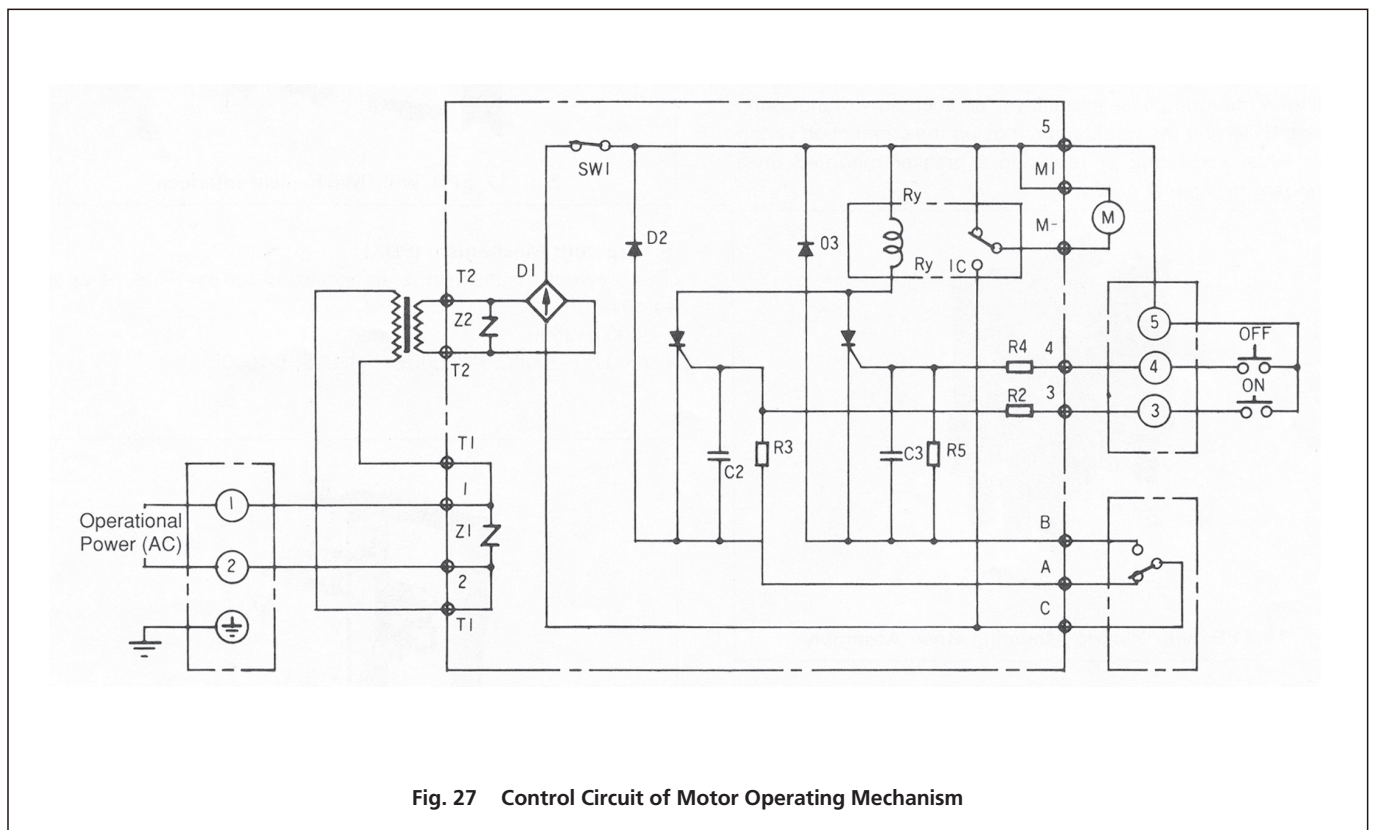 5
SW1
M1
Ry
M-
M
D2
03
T2
D1
Ry
1C
Z2
5
OFF
R4
4
4
T2
ON
R2
3
3
T1
R3
C3
R5
C2
1
1
Operational
Power (AC)
Z1
B
2
2
A
C
T1
Fig. 27 Control Circuit of Motor Operating Mechanism